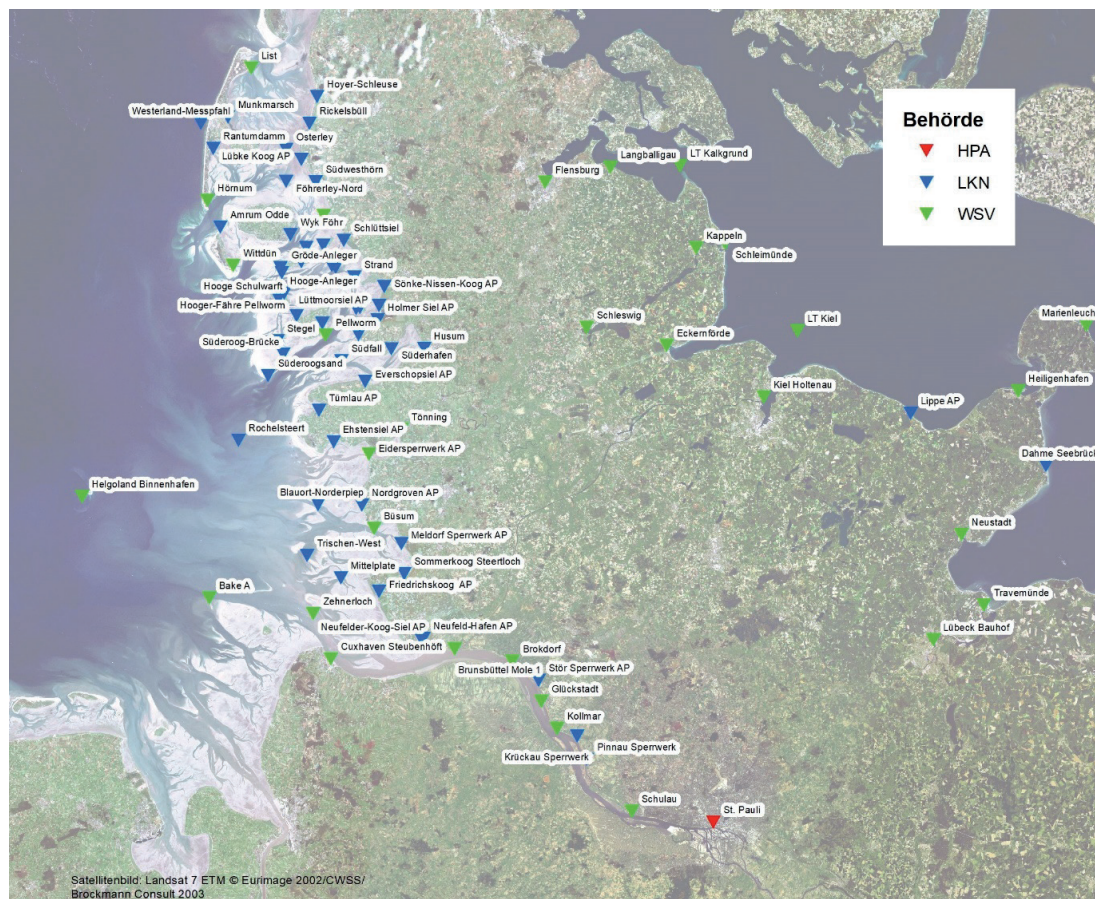 List
Hoyer-Schleuse
Munkmarsch
Westerland-Messpfahl
Rickelsbüll
Rantumdamm
Osterley
Lübke Koog AP
Südwesthörn
Föhrerley-Nord
Hörnum
Amrum Odde
Wyk Föhr
Schlüttsiel
Wittdün
Gröde-Anleger
Strand
Hooge Schulwarft
Hooge-Anleger
Sönke-Nissen-Koog AP
Hooger-Fähre Pellworm
Lüttmoorsiel AP
Holmer Siel AP
Stegel
Pellworm
Süderoog-Brücke
Südfall
Husum
Süderhafen
Süderoogsand
Everschopsiel AP
Tümlau AP
Tönning
Rochelsteert
Ehstensiel AP
Eidersperrwerk AP
Helgoland Binnenhafen
Blauort-Norderpiep
Nordgroven AP
Büsum
Meldorf Sperrwerk AP
Trischen-West
Mittelplate
Sommerkoog Steertloch
Friedrichskoog AP
Bake A
Zehnerloch
Neufelder-Koog-Siel AP
Neufeld-Hafen AP
Cuxhaven Steubenhöft
Brokdorf
Brunsbüttel Mole 1
Stör Sperrwerk AP
Glückstadt
Kollmar
Krückau Sperrwerk
Pinnau Sperrwerk
Schulau
St. Pauli
Flensburg
Langballigau
LT Kalkgrund
Kappeln
Schleimünde
Schleswig
Eckernförde
LT Kiel
Kiel Holtenau
Marienleuch
Heiligenhafen
Lippe AP
Dahme Seebrück
Neustadt
Travemünde
Lübeck Bauhof
Behörde
HPA
LKN
WSV
Satellitenbild: Landsat 7 ETM © Eurimage 2002/CWSS/
Brockmann Consult 2003